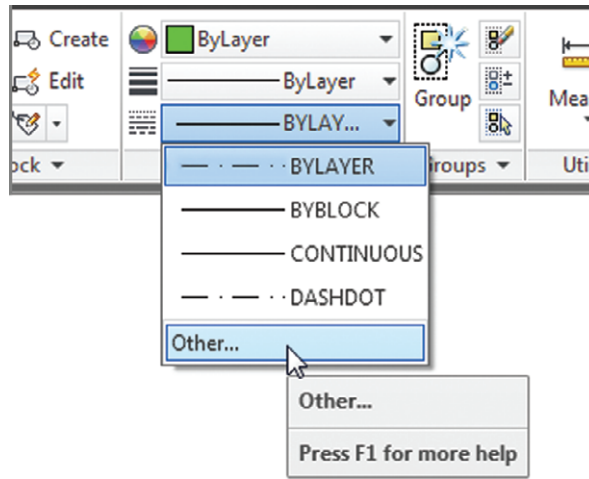 Create
ByLayer
Edit
ByLayer
Group
Mea
BYLAY...
ock
Groups
Uti
BYLAYER
BYBLOCK
CONTINUOUS
DASHDOT
Other...
Other...
Press F1 for more help